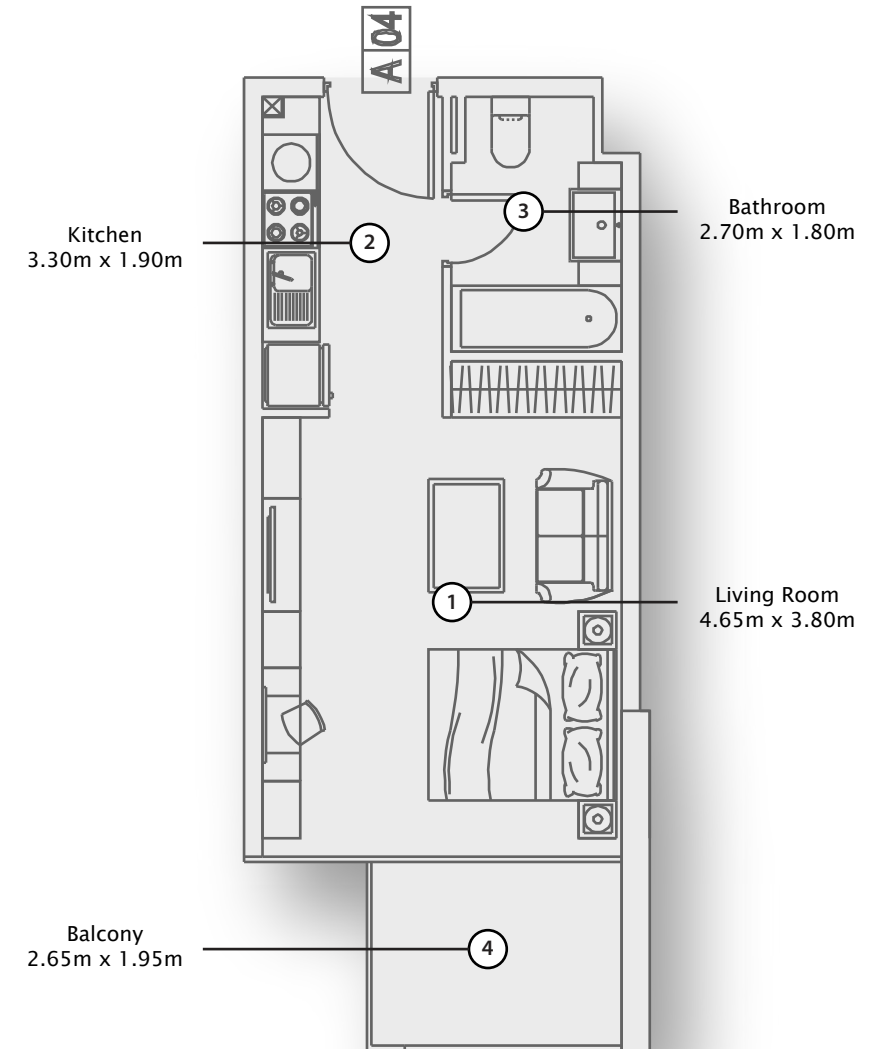 A 04
Kitchen
3.30m x 1.90m
2
3
Bathroom
2.70m x 1.80m
1
Living Room
4.65m x 3.80m
Balcony
2.65m x 1.95m
4